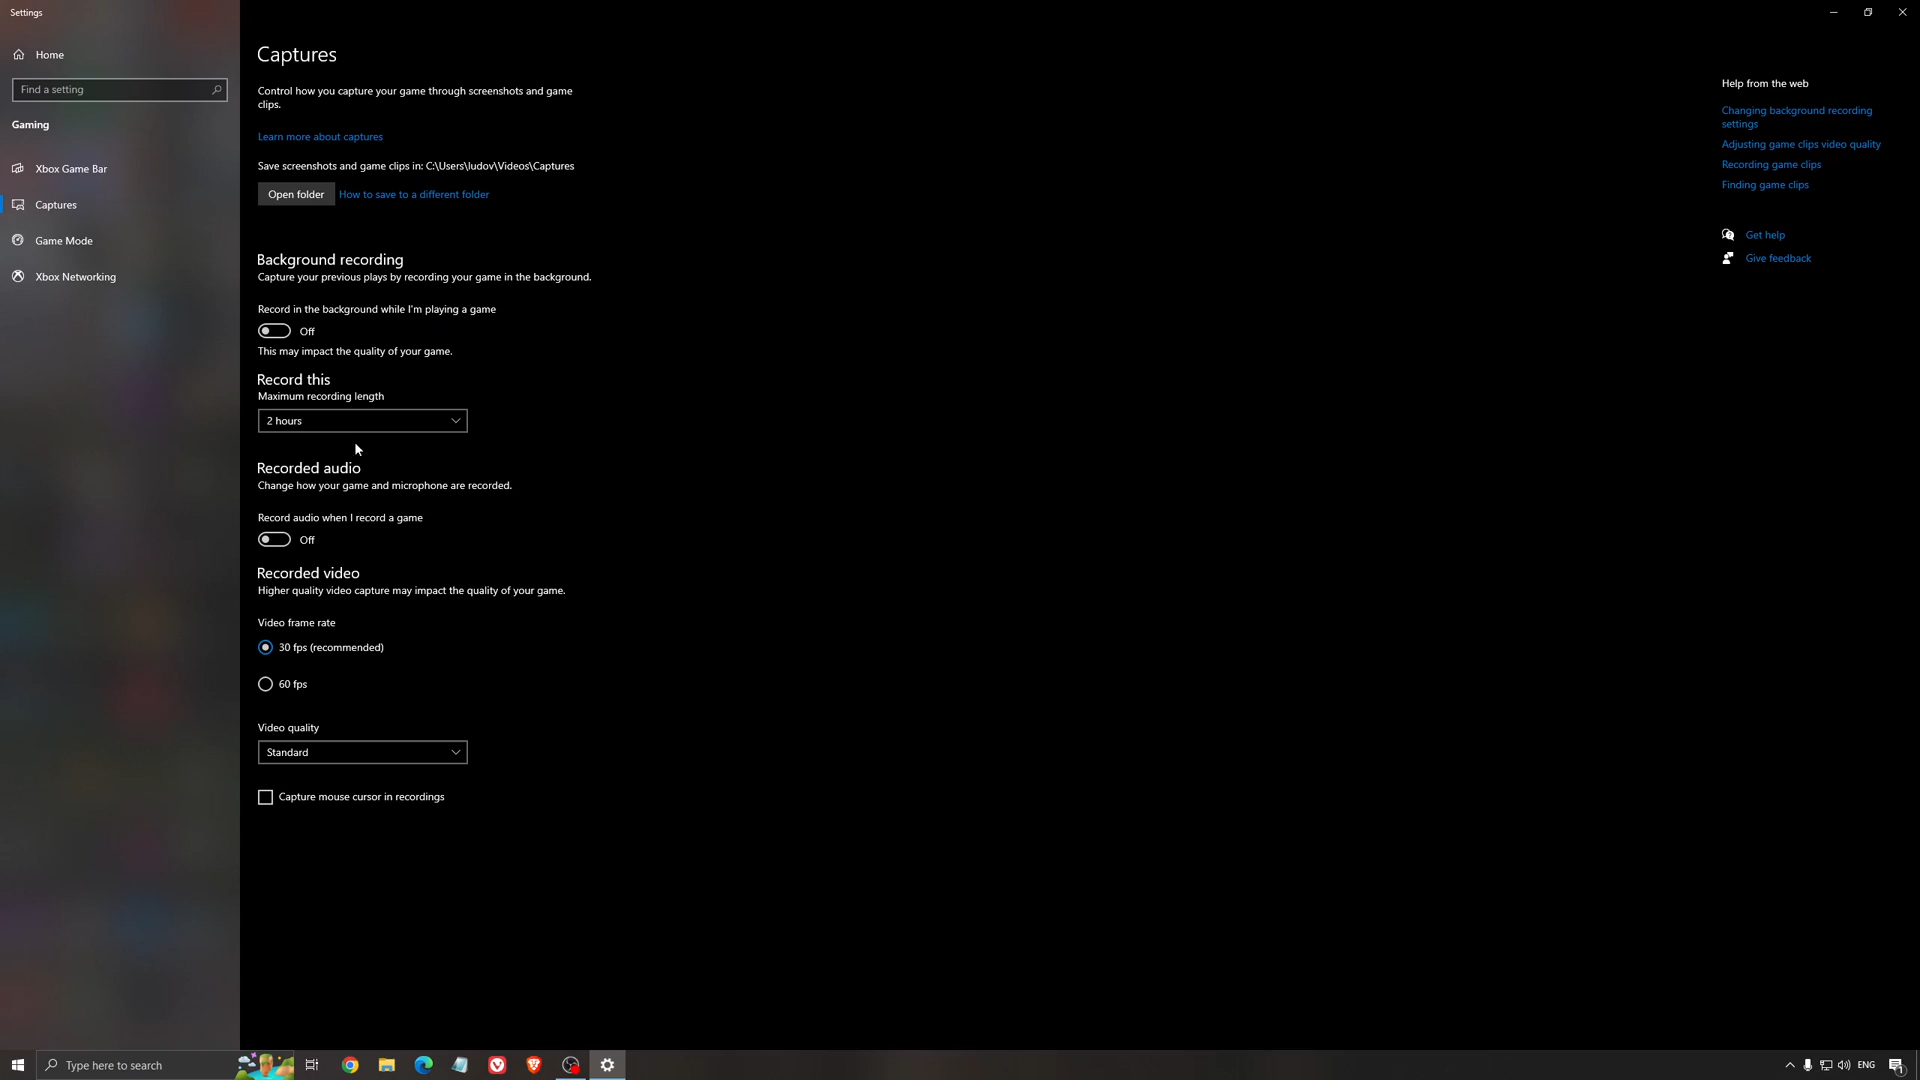 Settings
Home
Find a setting
Gaming
Xbox Game Bar
Captures
Game Mode
Xbox Networking
Captures
Control how you capture your game through screenshots and game
clips.
Learn more about captures
Save screenshots and game clips in: C:\Users\ludov\Videos\Captures
Open folder
How to save to a different folder
Background recording
Capture your previous plays by recording your game in the background.
Record in the background while I'm playing a game
Off
This may impact the quality of your game.
Record this
Maximum recording length
2 hours
Recorded audio
Change how your game and microphone are recorded.
Record audio when I record a game
Off
Recorded video
Higher quality video capture may impact the quality of your game.
Video frame rate
30 fps (recommended)
60 fps
Video quality
Standard
Capture mouse cursor in recordings
Help from the web
Changing background recording
settings
Adjusting game clips video quality
Recording game clips
Finding game clips
Get help
Give feedback
Type here to search
ENG
1